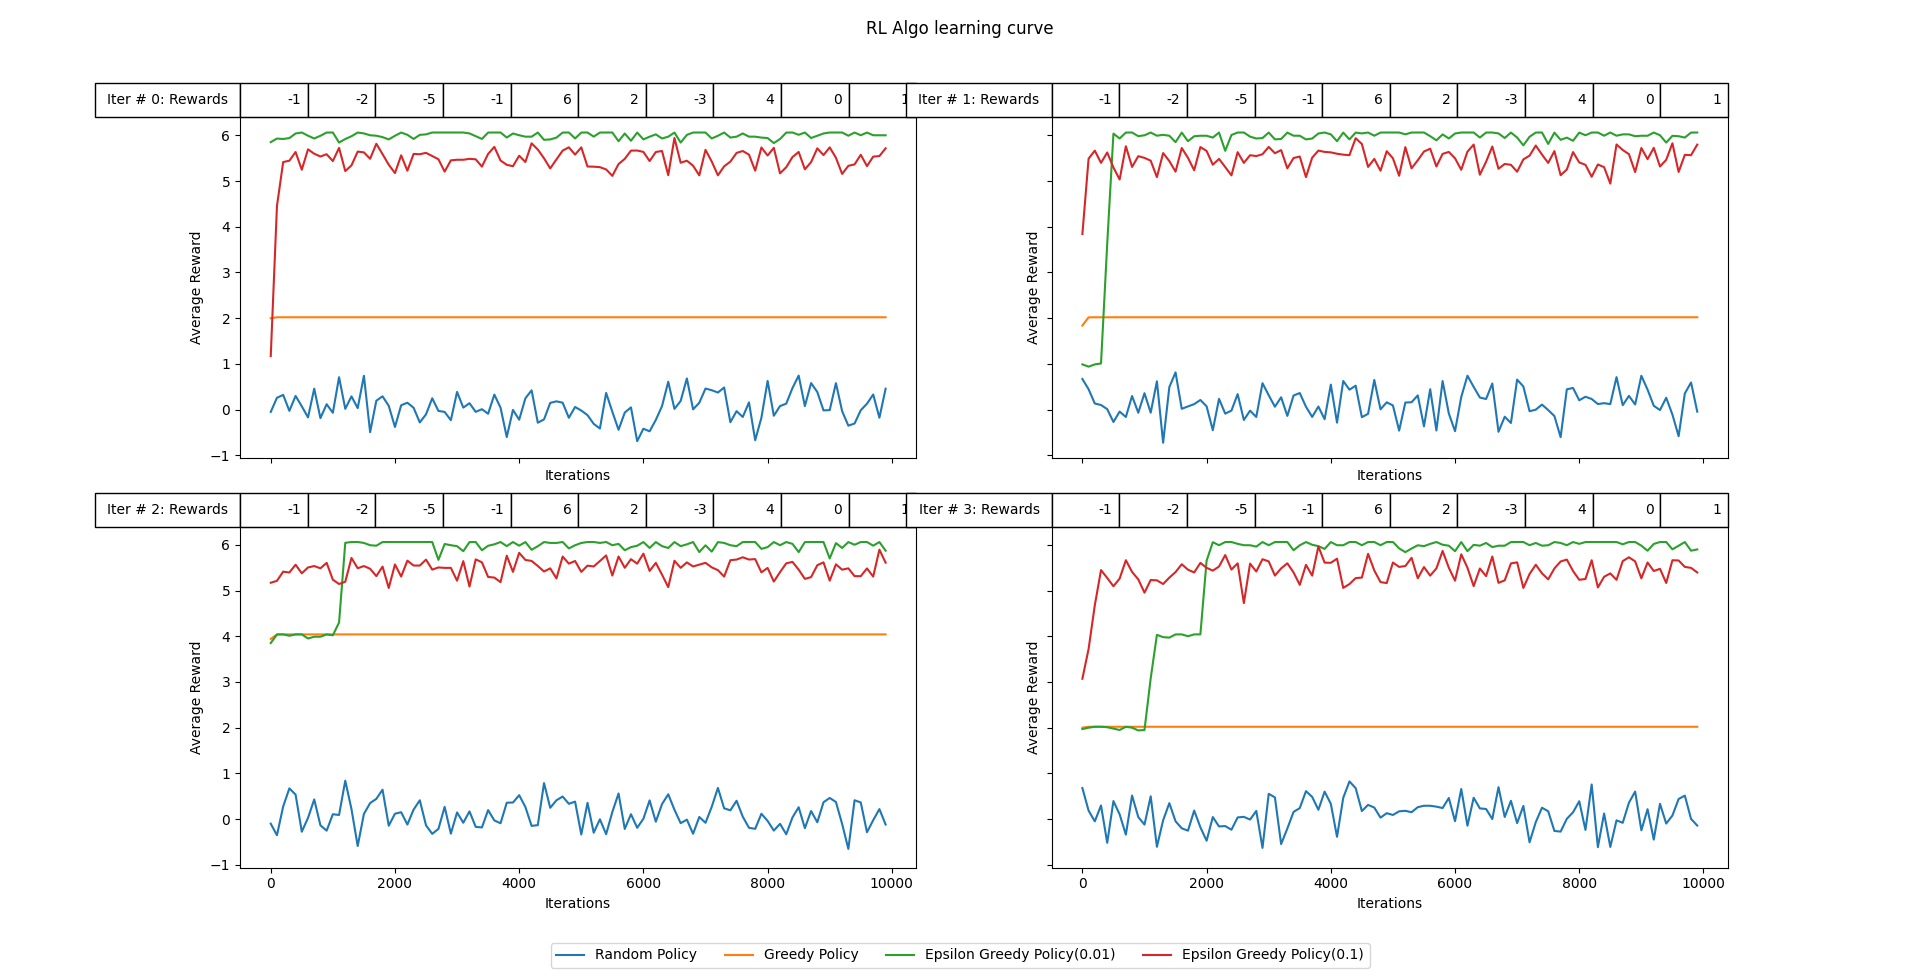 RL Algo learning curve
Iter # 0: Rewards -1 -2 -5 -1 6 2 -3 4 0 1
Iter # 1: Rewards -1 -2 -5 -1 6 2 -3 4 0 1
6
5
4
3
2
1
0
−1
Average Reward
Iterations
Average Reward
Iterations
Iter # 2: Rewards -1 -2 -5 -1 6 2 -3 4 0 1
Iter # 3: Rewards -1 -2 -5 -1 6 2 -3 4 0 1
6
5
4
3
2
1
0
−1
Average Reward
0 2000 4000 6000 8000 10000
Iterations
Average Reward
0 2000 4000 6000 8000 10000
Iterations
Random Policy Greedy Policy Epsilon Greedy Policy(0.01) Epsilon Greedy Policy(0.1)